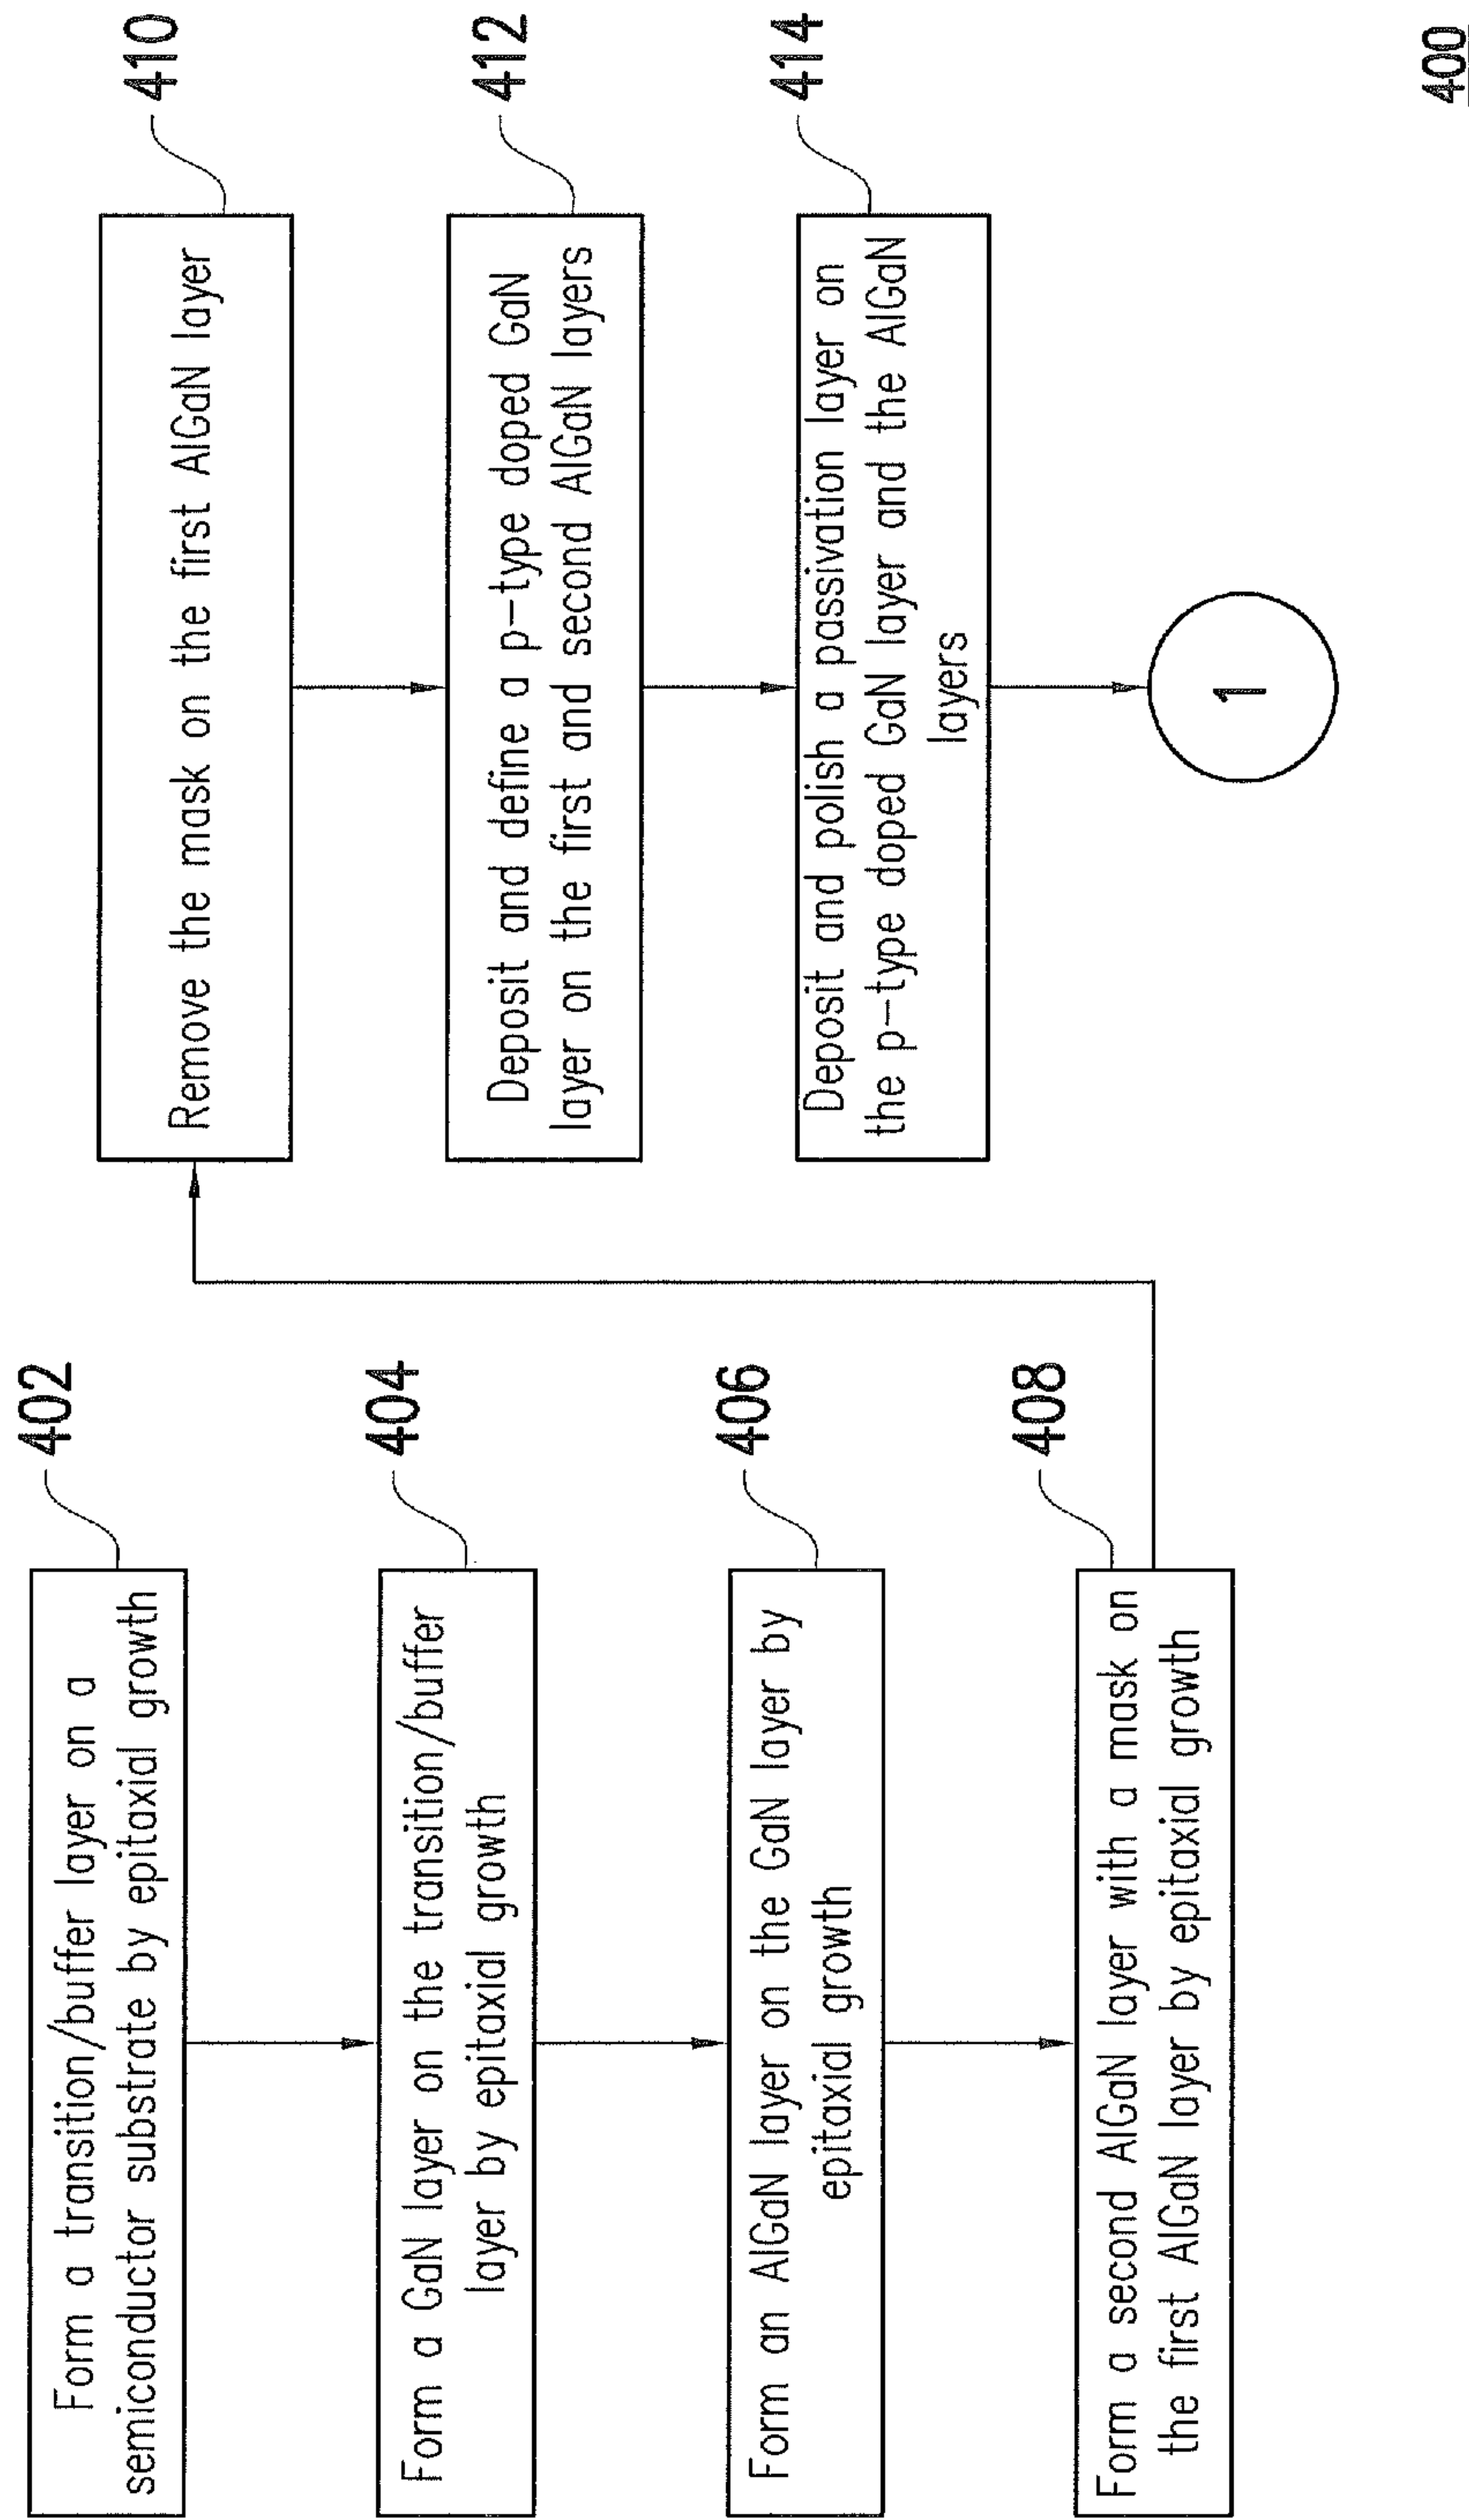 402
Form a transition/buffer layer on a
semiconductor substrate by epitaxial growth
404
Form a GaN layer on the transition/buffer
layer by epitaxial growth
406
Form an AlGaN layer on the GaN layer by
epitaxial growth
408
Form a second AlGaN layer with a mask on
the first AlGaN layer by epitaxial growth
410
Remove the mask on the first AlGaN layer
412
Deposit and define a p-type doped GaN
layer on the first and second AlGaN layers
414
Deposit and polish a passivation layer on
the p-type doped GaN layer and the AlGaN
layers
1
400